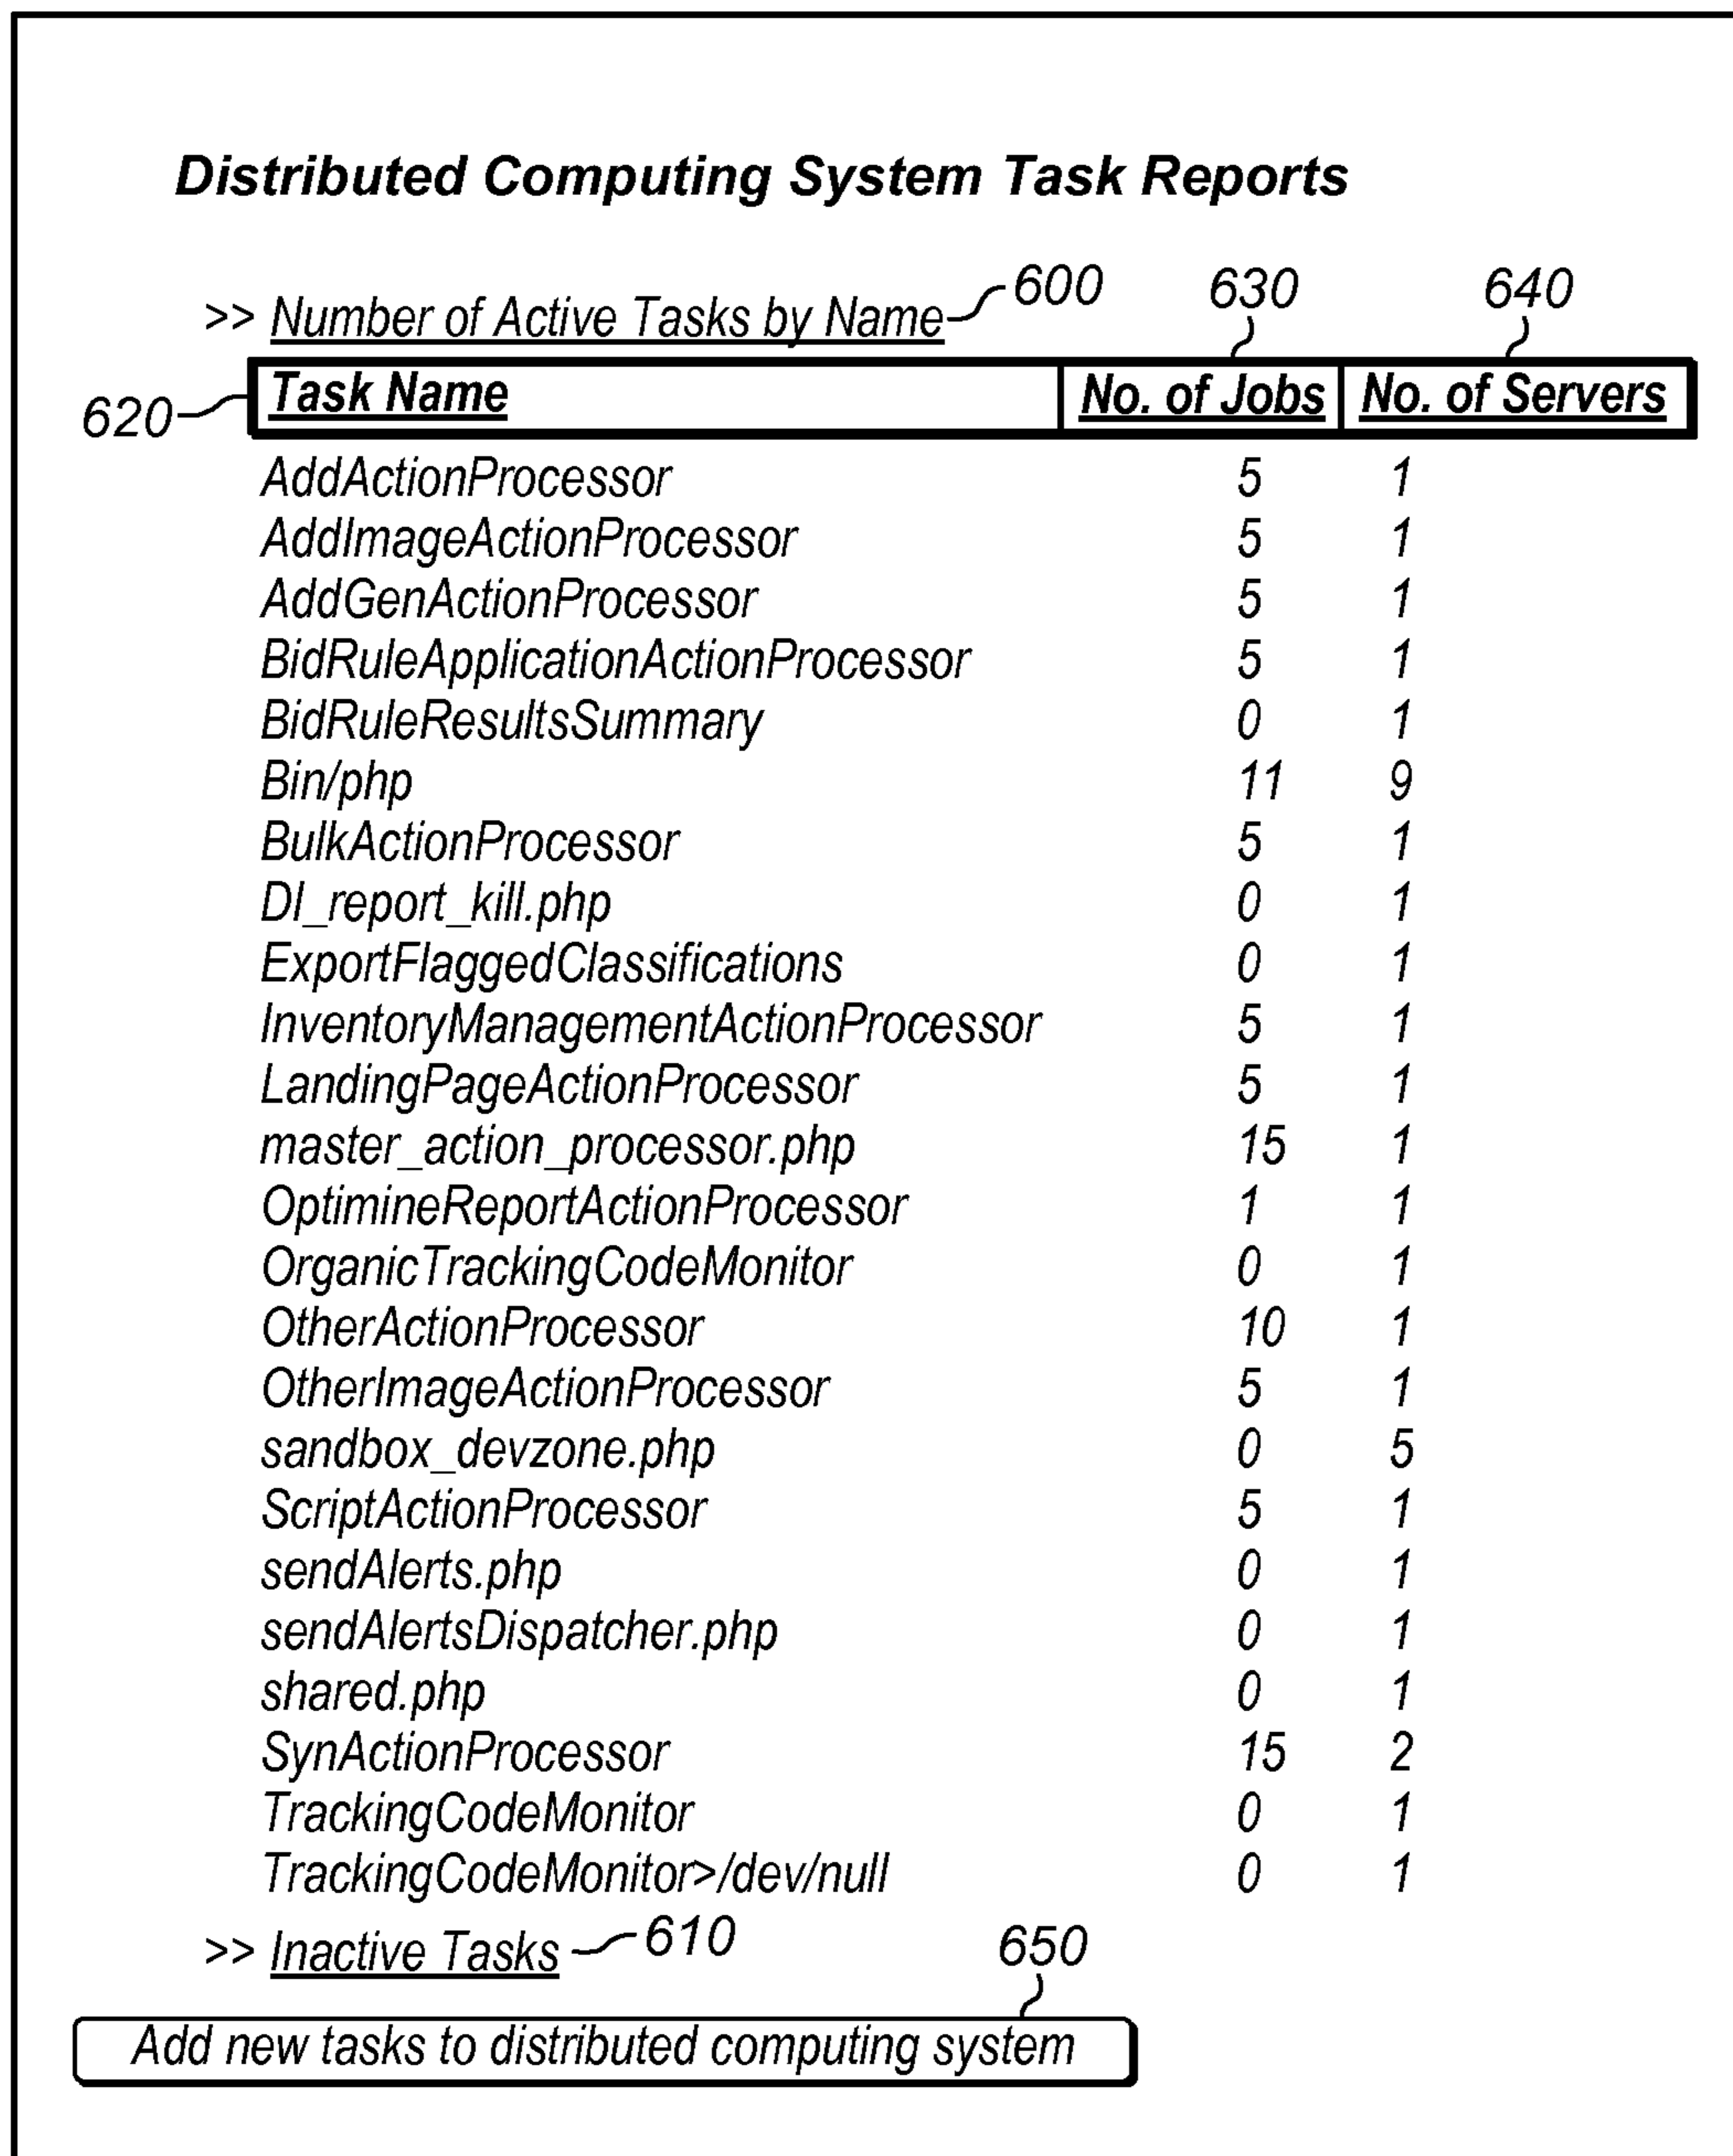 Distributed Computing System Task Reports
600 630 640
>> Number of Active Tasks by Name
620 Task Name No. of Jobs No. of Servers
AddActionProcessor 5 1
AddImageActionProcessor 5 1
AddGenActionProcessor 5 1
BidRuleApplicationActionProcessor 5 1
BidRuleResultsSummary 0 1
Bin/php 11 9
BulkActionProcessor 5 1
DI_report_kill.php 0 1
ExportFlaggedClassifications 0 1
InventoryManagementActionProcessor 5 1
LandingPageActionProcessor 5 1
master_action_processor.php 15 1
OptimineReportActionProcessor 1 1
OrganicTrackingCodeMonitor 0 1
OtherActionProcessor 10 1
OtherImageActionProcessor 5 1
sandbox_devzone.php 0 5
ScriptActionProcessor 5 1
sendAlerts.php 0 1
sendAlertsDispatcher.php 0 1
shared.php 0 1
SynActionProcessor 15 2
TrackingCodeMonitor 0 1
TrackingCodeMonitor>/dev/null 0 1
>> Inactive Tasks 610 650
Add new tasks to distributed computing system